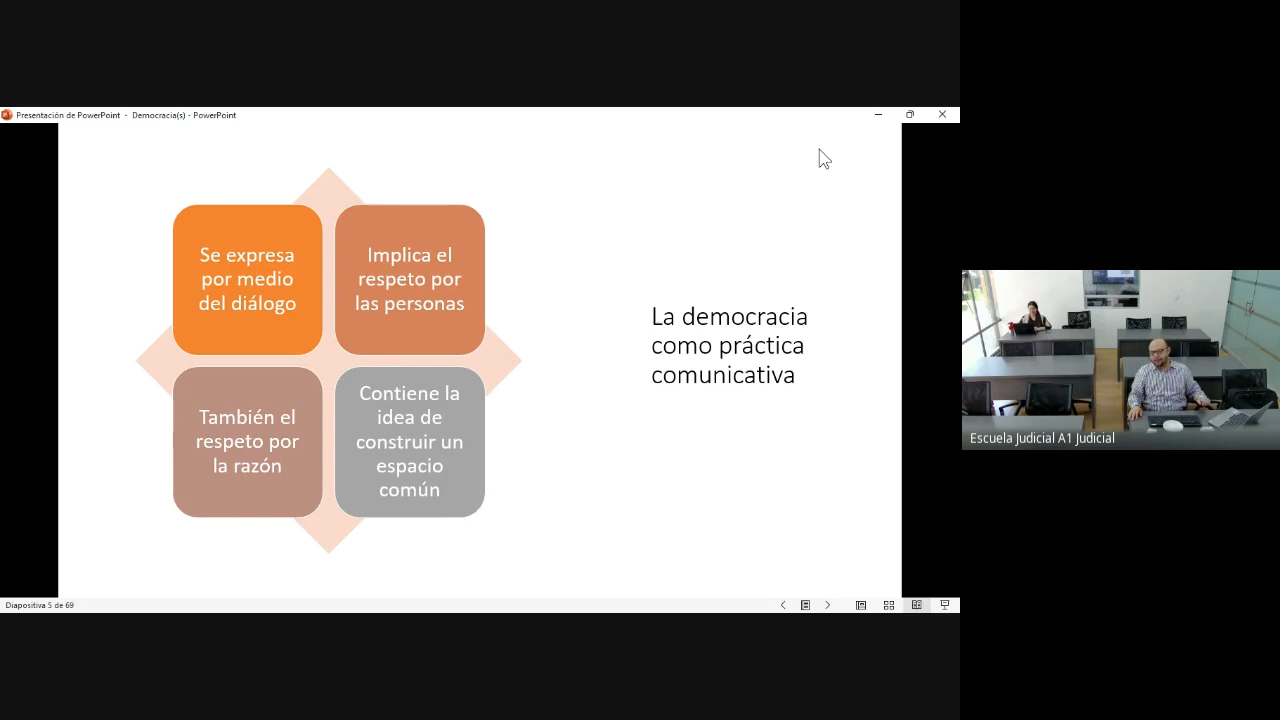 Presentación de PowerPoint - Democracia(s) - PowerPoint
Se expresa
por medio
del diálogo
Implica el
respeto por
las personas
También el
respeto por
la razón
Contiene la
idea de
construir un
espacio
común
La democracia
como práctica
comunicativa
Escuela Judicial A1 Judicial
Diapositiva 5 de 69